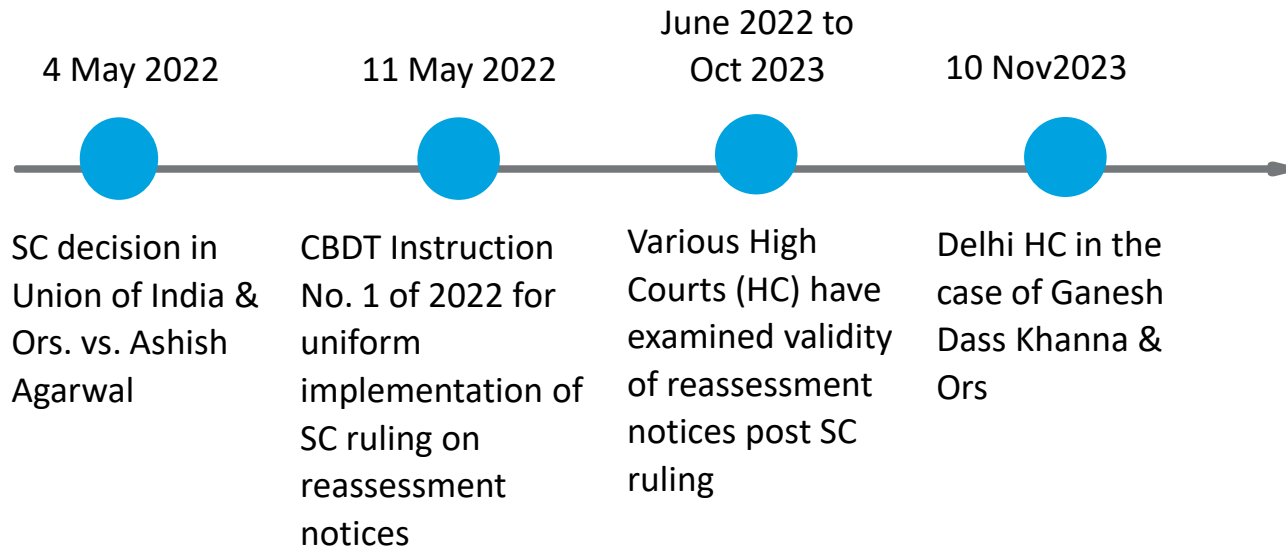 4 May 2022
11 May 2022
June 2022 to
Oct 2023
10 Nov2023
SC decision in
Union of India &
Ors. vs. Ashish
Agarwal
CBDT Instruction
No. 1 of 2022 for
uniform
implementation of
SC ruling on
reassessment
notices
Various High
Courts (HC) have
examined validity
of reassessment
notices post SC
ruling
Delhi HC in the
case of Ganesh
Dass Khanna &
Ors